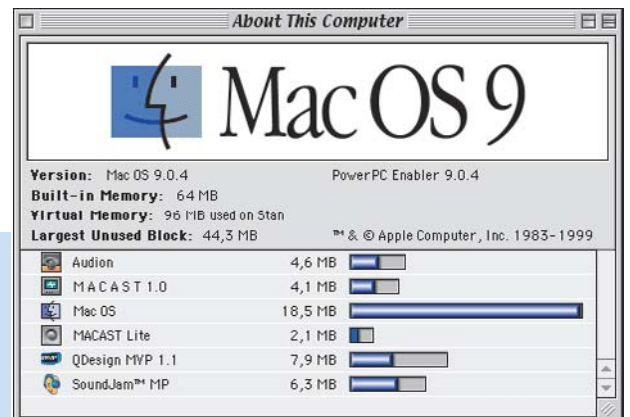 About This Computer
Mac OS 9
Version: Mac OS 9.0.4 PowerPC Enabler 9.0.4
Built-in Memory: 64 MB
Virtual Memory: 96 MB used on Stan
Largest Unused Block: 44,3 MB ™ & © Apple Computer, Inc. 1983-1999
Audion 4,6 MB
MACAST 1.0 4,1 MB
Mac OS 18,5 MB
MACAST Lite 2,1 MB
QDesign MVP 1.1 7,9 MB
SoundJam™ MP 6,3 MB